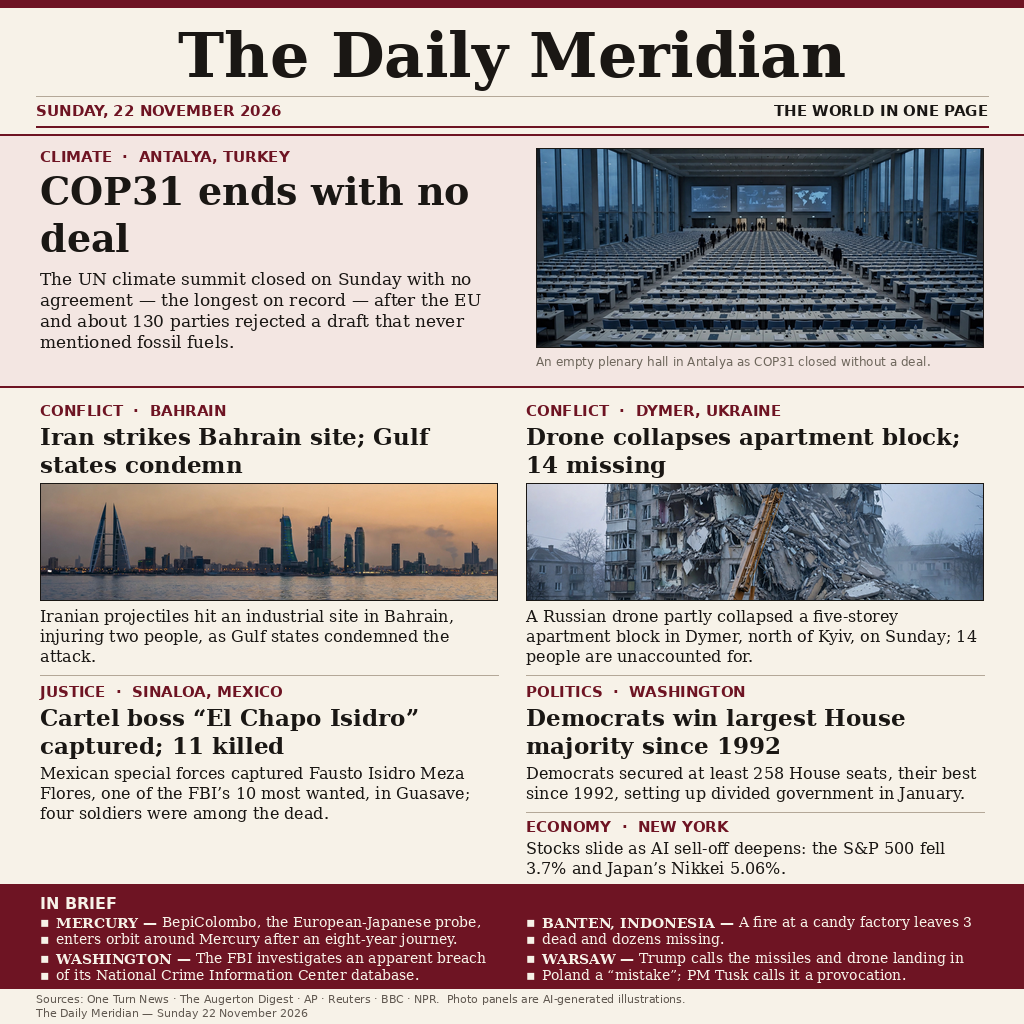 The Daily Meridian
SUNDAY, 22 NOVEMBER 2026
THE WORLD IN ONE PAGE
CLIMATE · ANTALYA, TURKEY
COP31 ends with no
deal
The UN climate summit closed on Sunday with no
agreement — the longest on record — after the EU
and about 130 parties rejected a draft that never
mentioned fossil fuels.
An empty plenary hall in Antalya as COP31 closed without a deal.
CONFLICT · BAHRAIN
Iran strikes Bahrain site; Gulf
states condemn
Iranian projectiles hit an industrial site in Bahrain,
injuring two people, as Gulf states condemned the
attack.
CONFLICT · DYMER, UKRAINE
Drone collapses apartment block;
14 missing
A Russian drone partly collapsed a five-storey
apartment block in Dymer, north of Kyiv, on Sunday; 14
people are unaccounted for.
JUSTICE · SINALOA, MEXICO
Cartel boss “El Chapo Isidro”
captured; 11 killed
Mexican special forces captured Fausto Isidro Meza
Flores, one of the FBI’s 10 most wanted, in Guasave;
four soldiers were among the dead.
POLITICS · WASHINGTON
Democrats win largest House
majority since 1992
Democrats secured at least 258 House seats, their best
since 1992, setting up divided government in January.
ECONOMY · NEW YORK
Stocks slide as AI sell-off deepens: the S&P 500 fell
3.7% and Japan’s Nikkei 5.06%.
IN BRIEF
▪ MERCURY — BepiColombo, the European-Japanese probe,
▪ enters orbit around Mercury after an eight-year journey.
▪ WASHINGTON — The FBI investigates an apparent breach
▪ of its National Crime Information Center database.
▪ BANTEN, INDONESIA — A fire at a candy factory leaves 3
▪ dead and dozens missing.
▪ WARSAW — Trump calls the missiles and drone landing in
▪ Poland a “mistake”; PM Tusk calls it a provocation.
Sources: One Turn News · The Augerton Digest · AP · Reuters · BBC · NPR. Photo panels are AI-generated illustrations.
The Daily Meridian — Sunday 22 November 2026